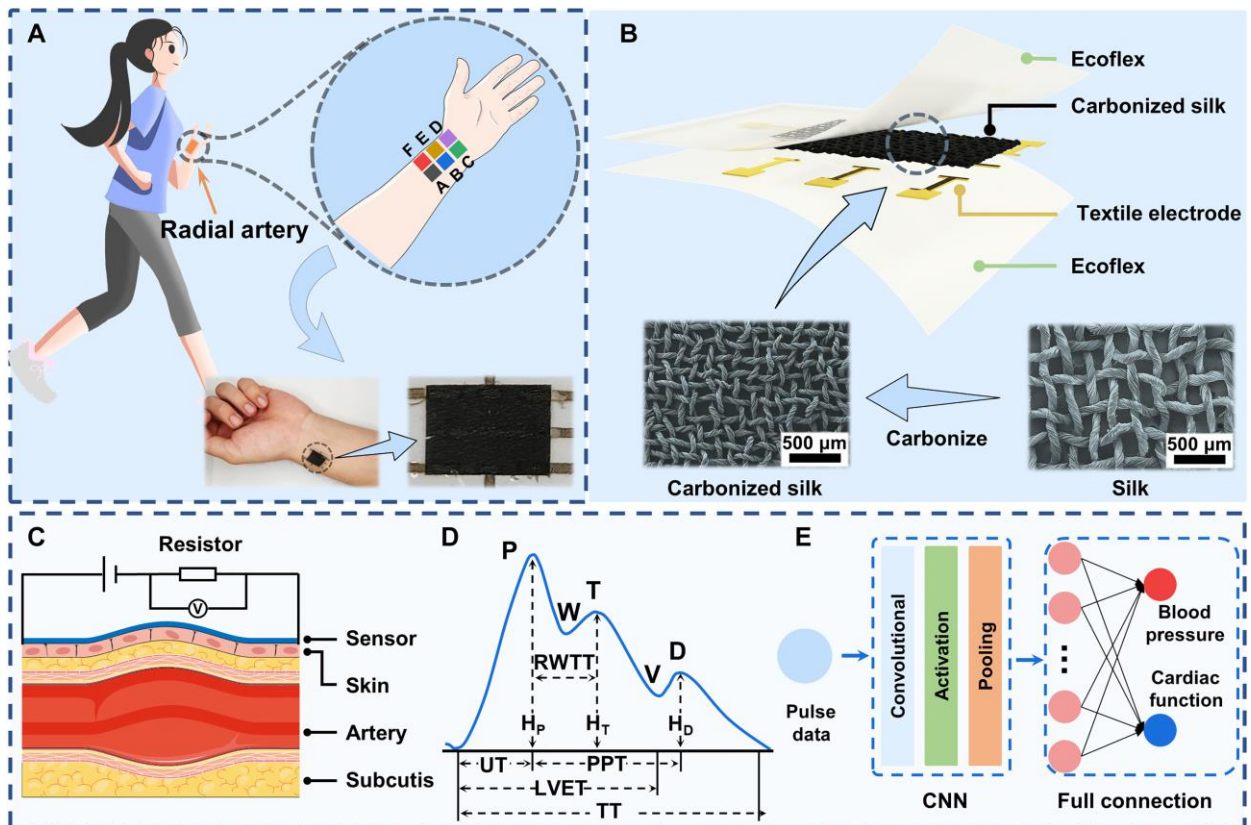 A
F E D
A B C
Radial artery
B
Ecoflex
Carbonized silk
Textile electrode
Ecoflex
500 μm
Carbonize
500 μm
Carbonized silk
Silk
C
Resistor
V
Sensor
Skin
Artery
Subcutis
D
P
W
T
V
D
RWTT
H_P
H_T
H_D
UT
PPT
LVET
TT
E
Pulse
data
Convolutional
Activation
Pooling
CNN
Blood
pressure
Cardiac
function
Full connection